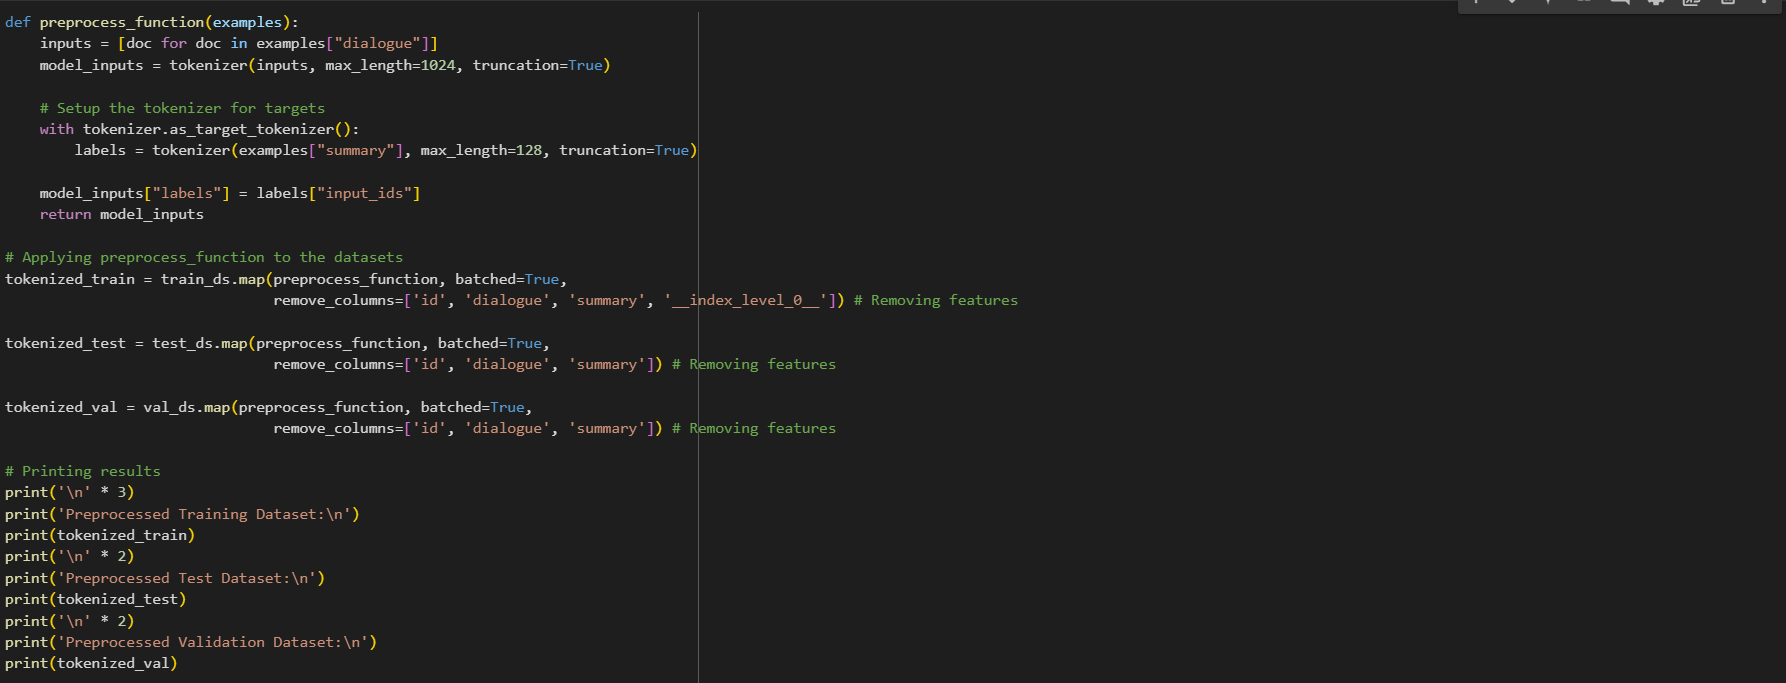 def preprocess_function(examples):
    inputs = [doc for doc in examples["dialogue"]]
    model_inputs = tokenizer(inputs, max_length=1024, truncation=True)

    # Setup the tokenizer for targets
    with tokenizer.as_target_tokenizer():
        labels = tokenizer(examples["summary"], max_length=128, truncation=True)

    model_inputs["labels"] = labels["input_ids"]
    return model_inputs

# Applying preprocess_function to the datasets
tokenized_train = train_ds.map(preprocess_function, batched=True,
                               remove_columns=['id', 'dialogue', 'summary', '__index_level_0__']) # Removing features

tokenized_test = test_ds.map(preprocess_function, batched=True,
                               remove_columns=['id', 'dialogue', 'summary']) # Removing features

tokenized_val = val_ds.map(preprocess_function, batched=True,
                               remove_columns=['id', 'dialogue', 'summary']) # Removing features

# Printing results
print('\n' * 3)
print('Preprocessed Training Dataset:\n')
print(tokenized_train)
print('\n' * 2)
print('Preprocessed Test Dataset:\n')
print(tokenized_test)
print('\n' * 2)
print('Preprocessed Validation Dataset:\n')
print(tokenized_val)